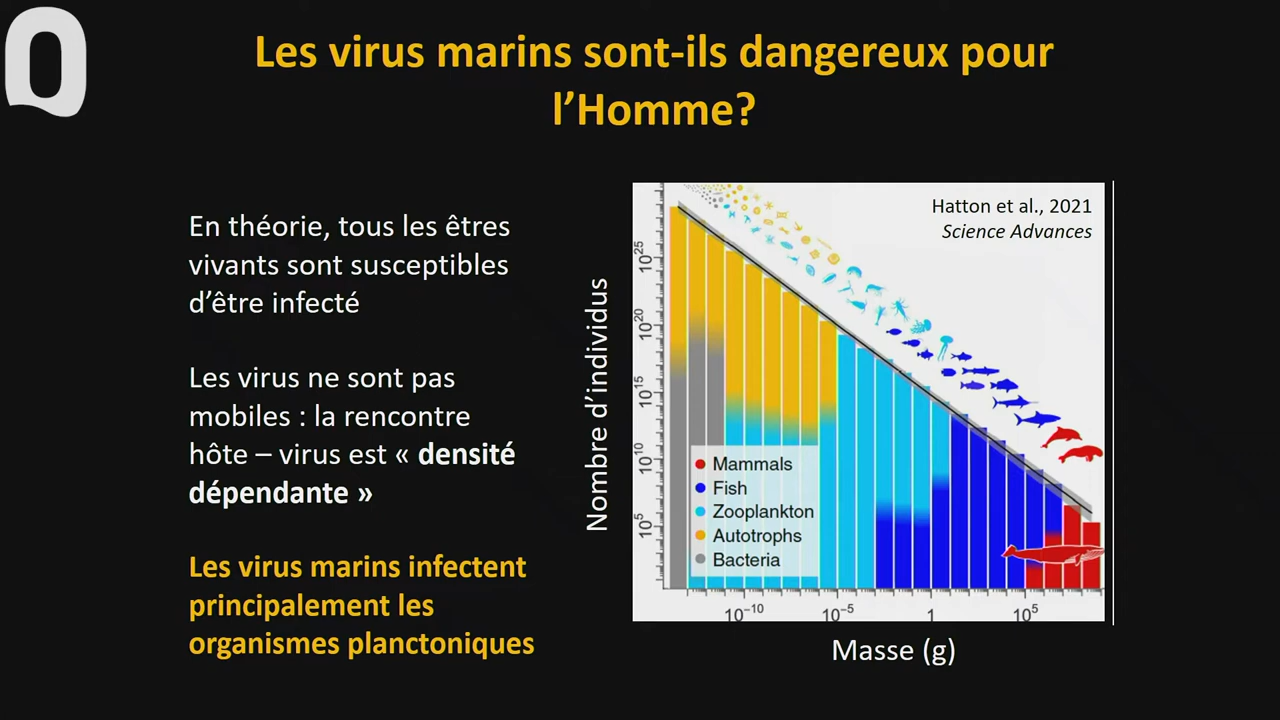 Q
Les virus marins sont-ils dangereux pour
l'Homme?
En théorie, tous les êtres
vivants sont susceptibles
d'être infecté
Les virus ne sont pas
mobiles : la rencontre
hôte – virus est « densité
dépendante »
Les virus marins infectent
principalement les
organismes planctoniques
Hatton et al., 2021
Science Advances
Nombre d'individus
10²⁵
10²⁰
10¹⁵
10¹⁰
10⁵
Mammals
Fish
Zooplankton
Autotrophs
Bacteria
10⁻¹⁰
10⁻⁵
1
10⁵
Masse (g)